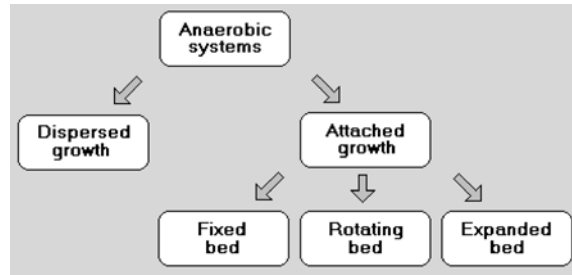 Anaerobic
systems
Dispersed
growth
Attached
growth
Fixed
bed
Rotating
bed
Expanded
bed